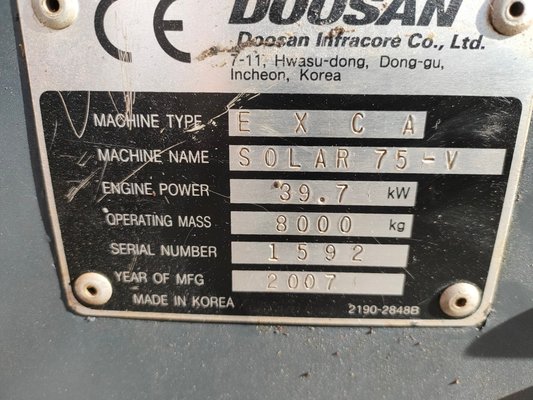 CE DOOSAN
Doosan Infracore Co., Ltd.
7-11, Hwasu-dong, Dong-gu,
Incheon, Korea
MACHINE TYPE EXCA
MACHINE NAME SOLAR 75-V
ENGINE POWER 39.7 kW
OPERATING MASS 8000 kg
SERIAL NUMBER 1592
YEAR OF MFG 2007
MADE IN KOREA 2190-2848B